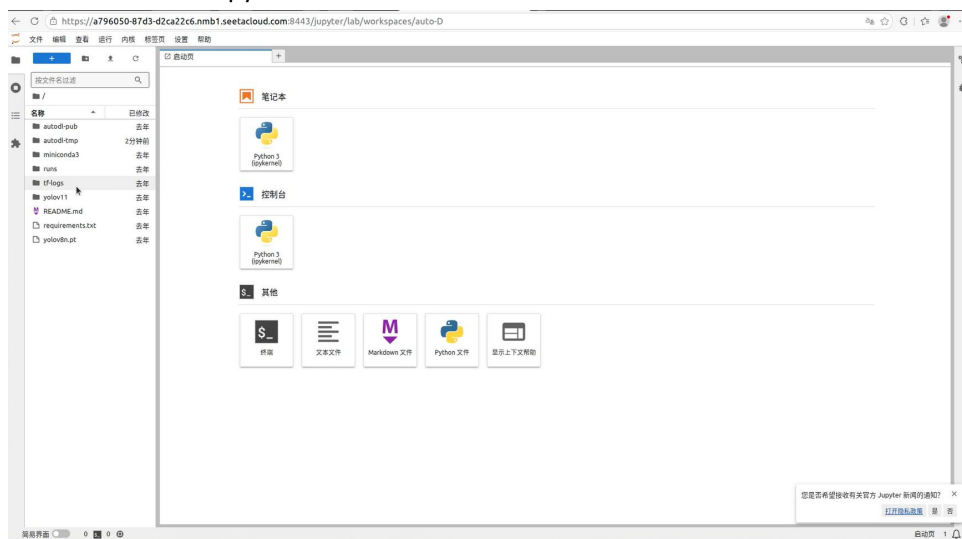 https://a796050-87d3-d2ca22c6.nmb1.seetacloud.com:8443/jupyter/lab/workspaces/auto-D
文件 编辑 查看 运行 内核 标签页 设置 帮助
启动页
按文件名过滤
/
名称 已修改
autodl-pub 去年
autodl-tmp 2分钟前
miniconda3 去年
runs 去年
tf-logs 去年
yolov11 去年
README.md 去年
requirements.txt 去年
yolov8n.pt 去年
笔记本
Python 3
(ipykernel)
控制台
Python 3
(ipykernel)
$_ 其他
$_
终端
文本文件
M
Markdown 文件
Python 文件
显示上下文帮助
您是否希望接收有关官方 Jupyter 新闻的通知?
打开隐私政策 是 否
简易界面 0 0
启动页 1